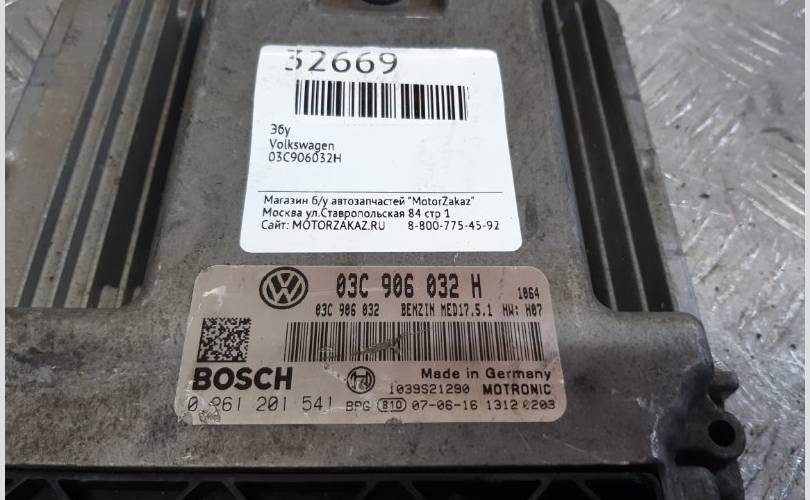 32669
Эбу
Volkswagen
03C906032H
Магазин б/у автозапчастей "MotorZakaz"
Москва ул.Ставропольская 84 стр 1
Сайт: MOTORZAKAZ.RU 8-800-775-45-92
03C 906 032 H 1064
03C 906 032 BENZIN MED17.5.1 HW: H07
BOSCH Made in Germany
1039S21290 MOTRONIC
0 261 201 541 BPG 810 07-06-16 1312 0203